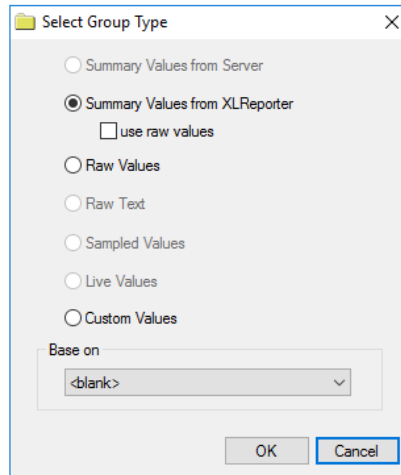 Select Group Type
Summary Values from Server
Summary Values from XLReporter
use raw values
Raw Values
Raw Text
Sampled Values
Live Values
Custom Values
Base on
<blank>
OK Cancel